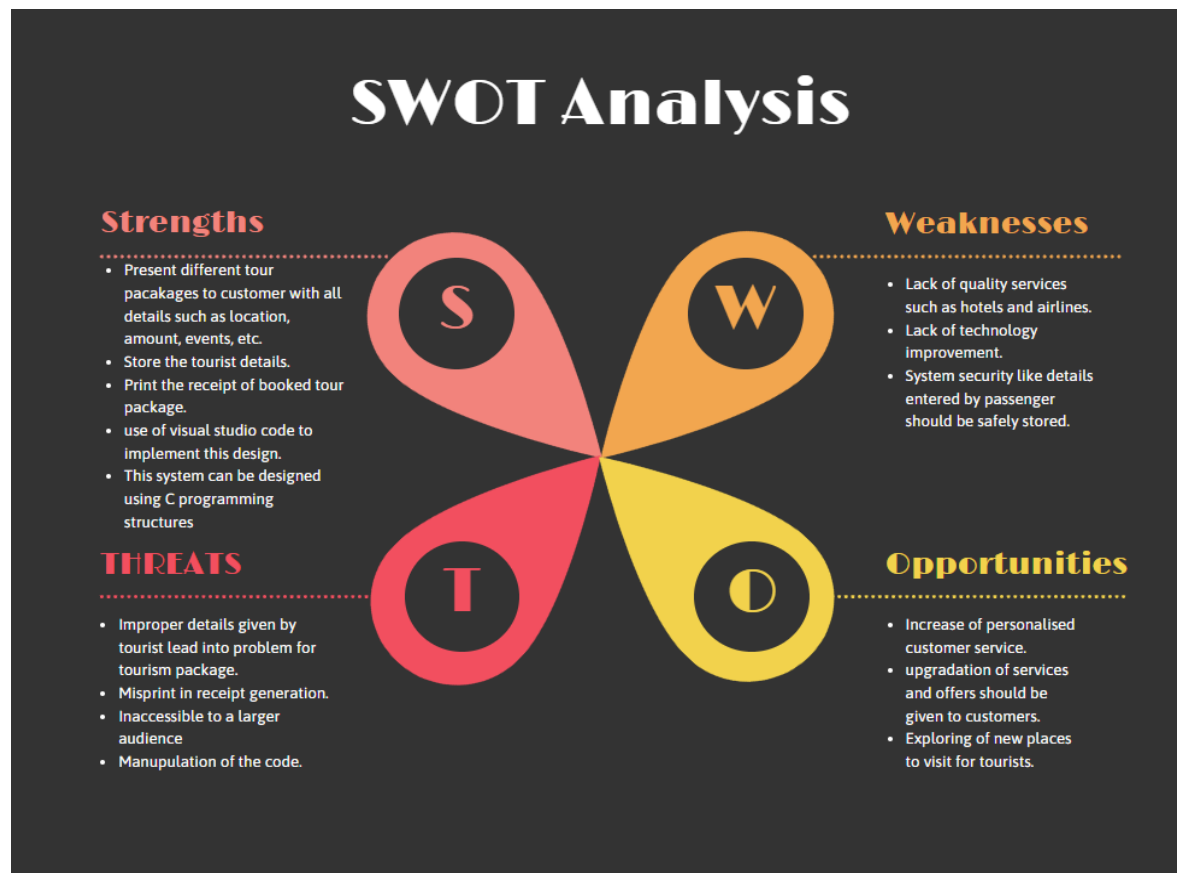 SWOT Analysis
Strengths
• Present different tour
pacakages to customer with all
details such as location,
amount, events, etc.
• Store the tourist details.
• Print the receipt of booked tour
package.
• use of visual studio code to
implement this design.
• This system can be designed
using C programming
structures
S
W
Weaknesses
• Lack of quality services
such as hotels and airlines.
• Lack of technology
improvement.
• System security like details
entered by passenger
should be safely stored.
THREATS
• Improper details given by
tourist lead into problem for
tourism package.
• Misprint in receipt generation.
• Inaccessible to a larger
audience
• Manupulation of the code.
T
O
Opportunities
• Increase of personalised
customer service.
• upgradation of services
and offers should be
given to customers.
• Exploring of new places
to visit for tourists.